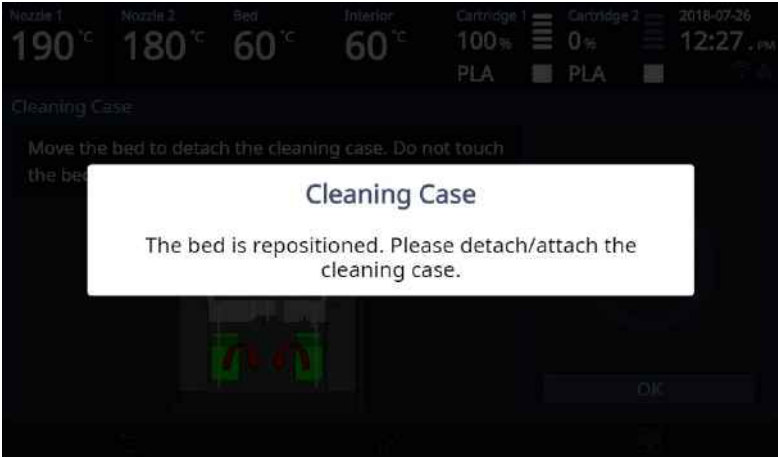 Nozzle 1 Nozzle 2 Bed Interior Cartridge 1 Cartridge 2 2018-07-26
190°C 180°C 60°C 60°C 100% 0% 12:27.PM
PLA PLA
Cleaning Case
Move the bed to detach the cleaning case. Do not touch
the bed
Cleaning Case
The bed is repositioned. Please detach/attach the
cleaning case.
OK